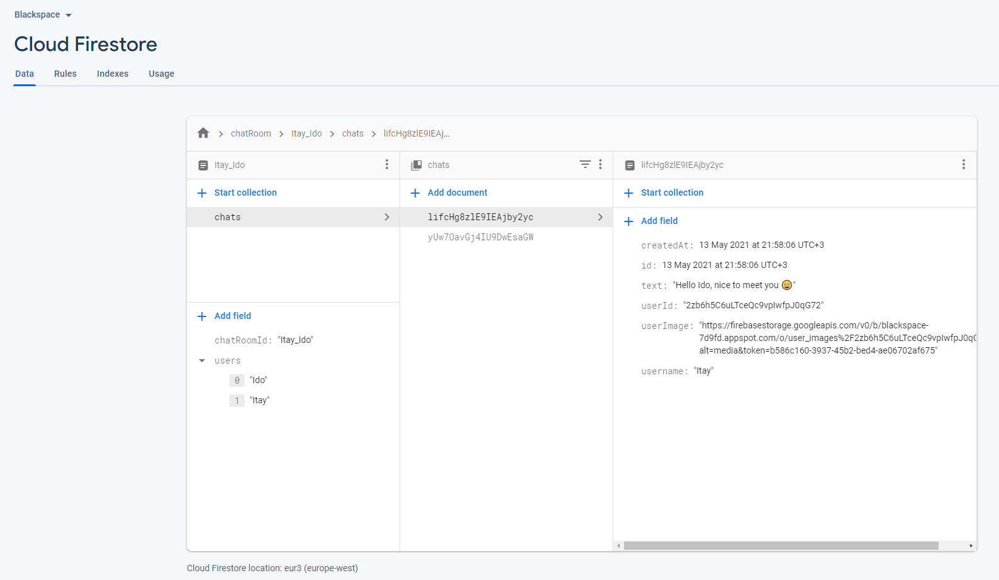 Blackspace
Cloud Firestore
Data Rules Indexes Usage
chatRoom Itay_Ido chats lifcHg8zlE9IEAj...
Itay_Ido
Start collection
chats
Add field
chatRoomId: "Itay_Ido"
users
0 "Ido"
1 "Itay"
chats
Add document
lifcHg8zlE9IEAjby2yc
yUw7OavGj4IU9DwEsaGW
lifcHg8zlE9IEAjby2yc
Start collection
Add field
createdAt: 13 May 2021 at 21:58:06 UTC+3
id: 13 May 2021 at 21:58:06 UTC+3
text: "Hello Ido, nice to meet you 😄"
userId: "2zb6h5C6uLTceQc9vpIwfpJ0qG72"
userImage: "https://firebasestorage.googleapis.com/v0/b/blackspace-
7d9fd.appspot.com/o/user_images%2F2zb6h5C6uLTceQc9vpIwfpJ0qG
alt=media&token=b586c160-3937-45b2-bed4-ae06702af675"
username: "Itay"
Cloud Firestore location: eur3 (europe-west)